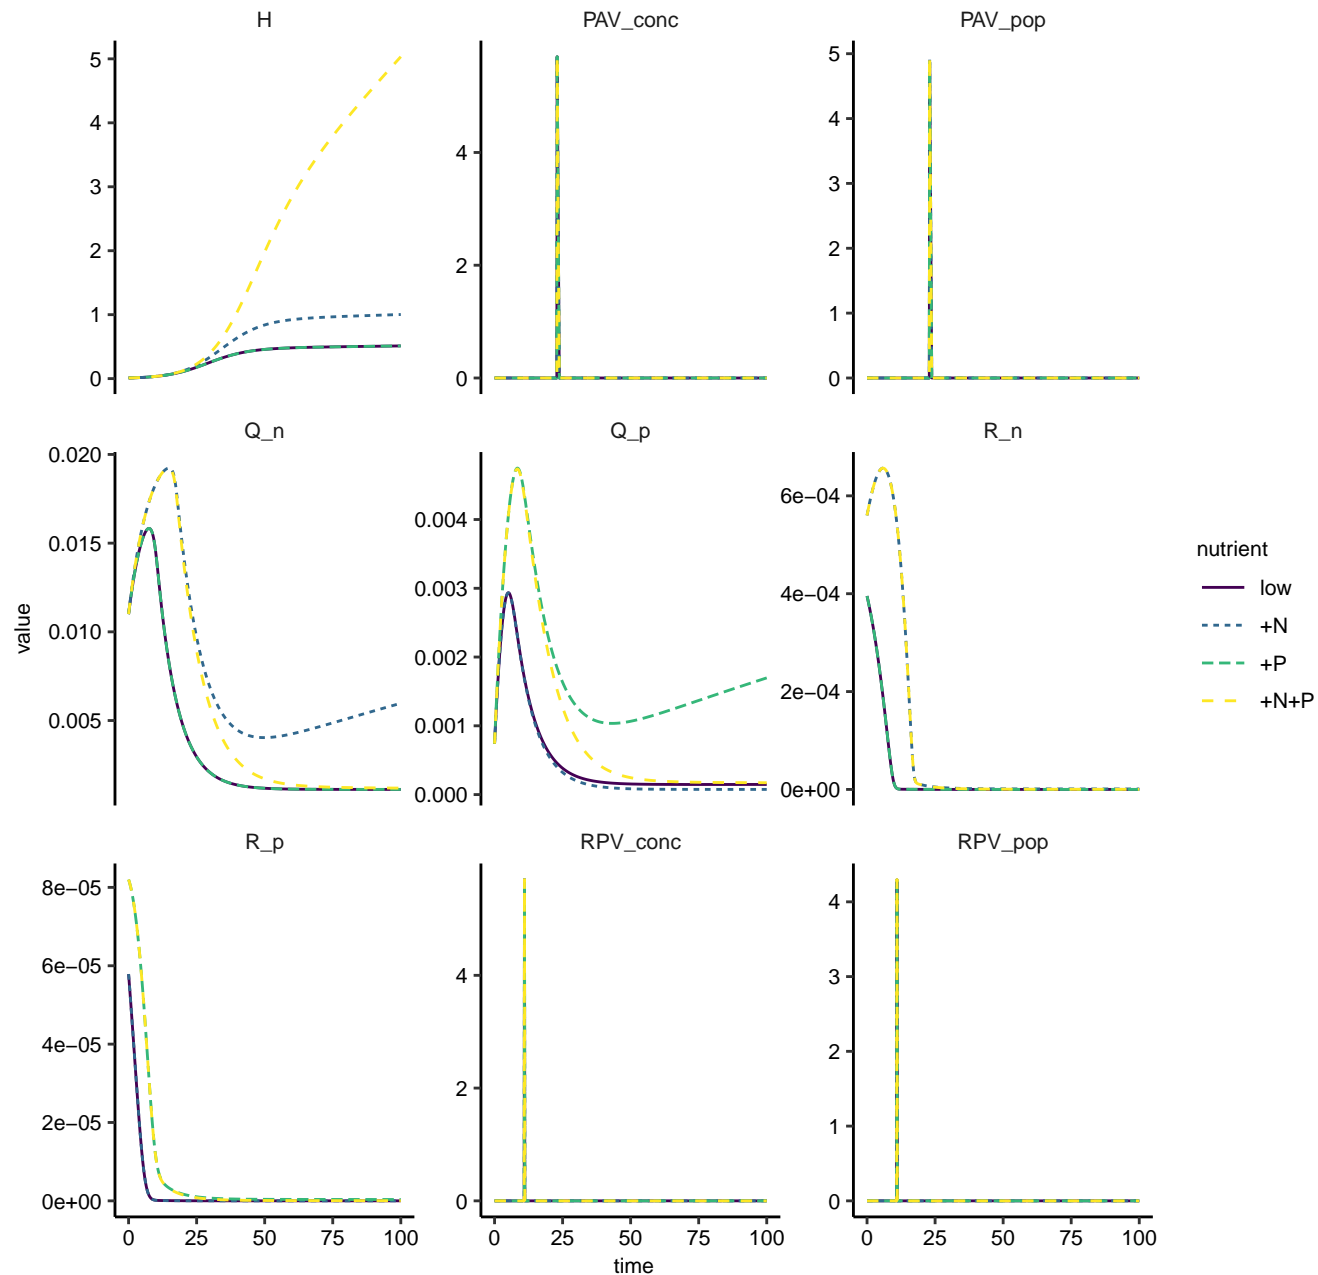 H
PAV_conc
PAV_pop
5
4
3
2
1
0
4
2
0
5
4
3
2
1
0
Q_n
Q_p
R_n
0.020
0.015
0.010
0.005
0.004
0.003
0.002
0.001
0.000
6e−04
4e−04
2e−04
0e+00
R_p
RPV_conc
RPV_pop
8e−05
6e−05
4e−05
2e−05
0e+00
4
2
0
4
3
2
1
0
0 25 50 75 100
0 25 50 75 100
0 25 50 75 100
time
value
nutrient
low
+N
+P
+N+P